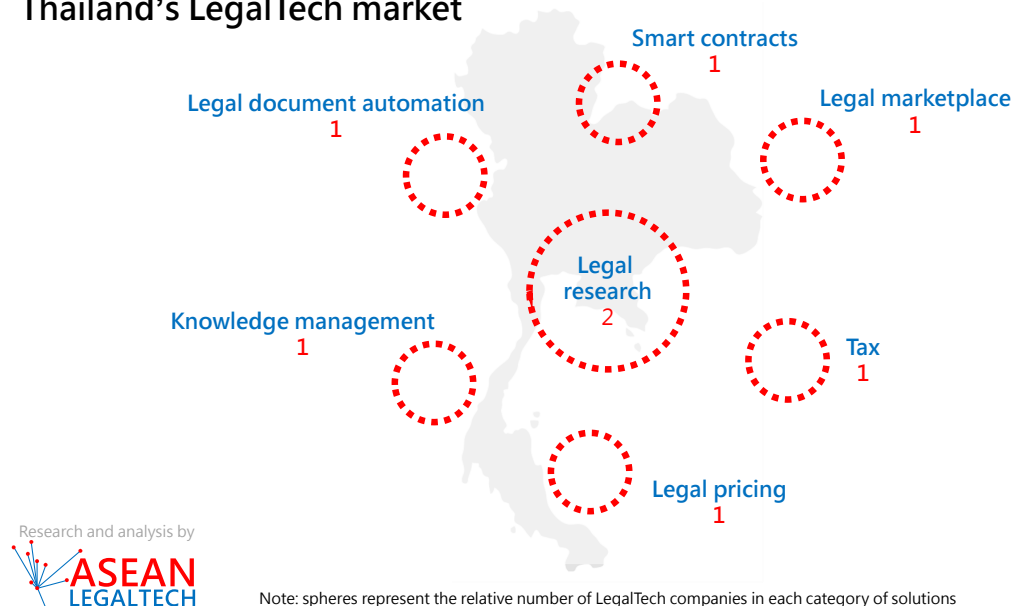 Thailand's LegalTech market
Smart contracts
1
Legal document automation
1
Legal marketplace
1
Legal
research
2
Knowledge management
1
Tax
1
Legal pricing
1
Research and analysis by
ASEAN
LEGALTECH
Note: spheres represent the relative number of LegalTech companies in each category of solutions